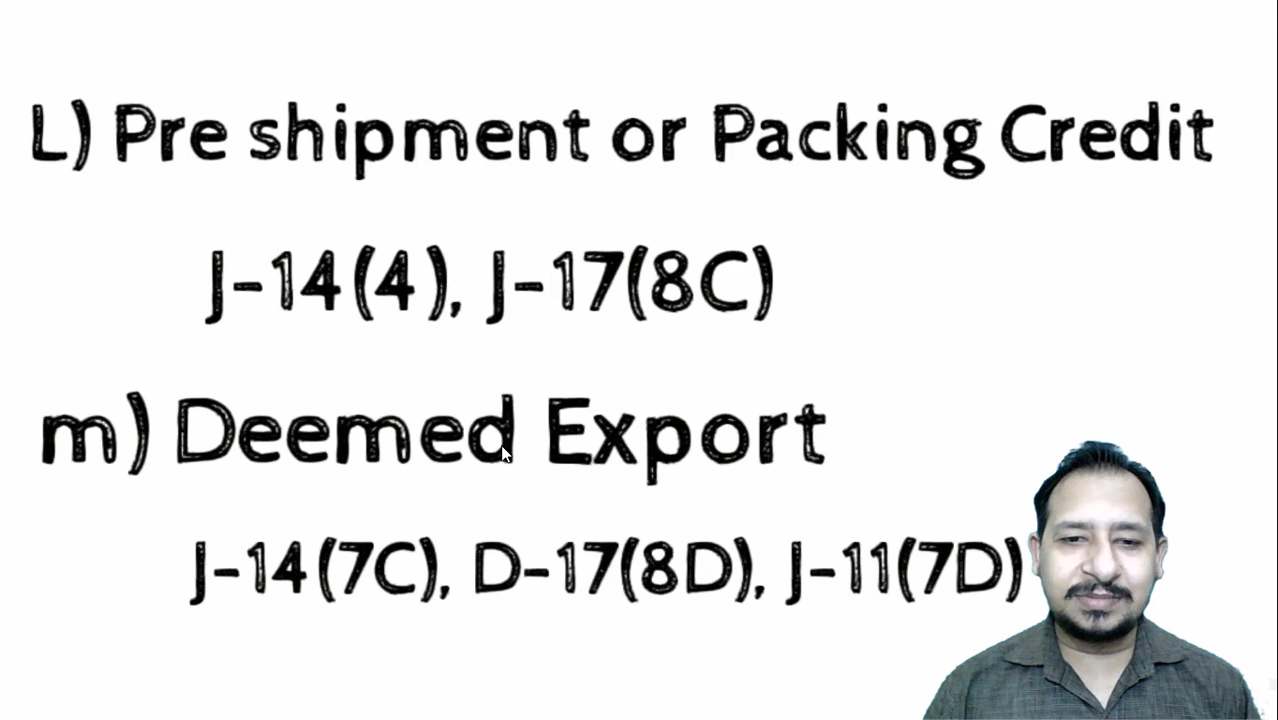 L) Pre shipment or Packing Credit
J-14(4), J-17(8C)
m) Deemed Export
J-14(7C), D-17(8D), J-11(7D)